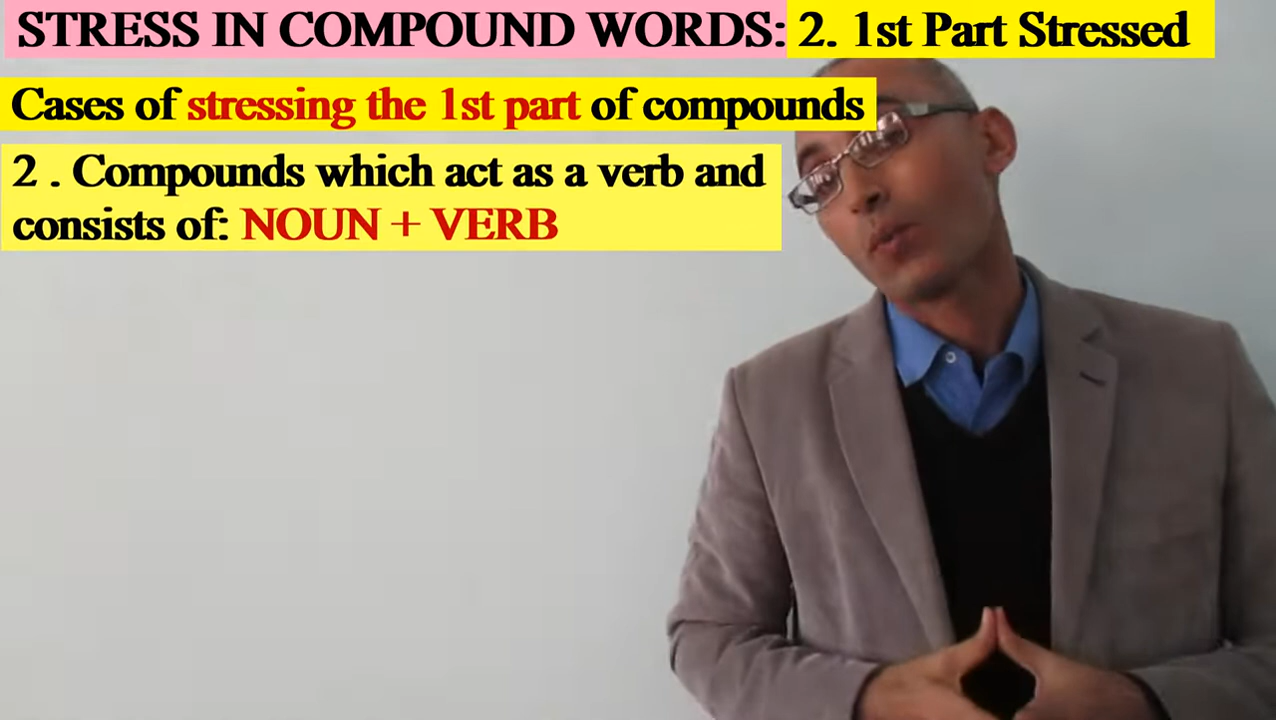 STRESS IN COMPOUND WORDS: 2. 1st Part Stressed
Cases of stressing the 1st part of compounds
2 . Compounds which act as a verb and
consists of: NOUN + VERB